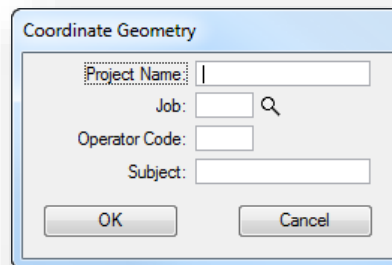 Coordinate Geometry
Project Name:
Job:
Operator Code:
Subject:
OK Cancel